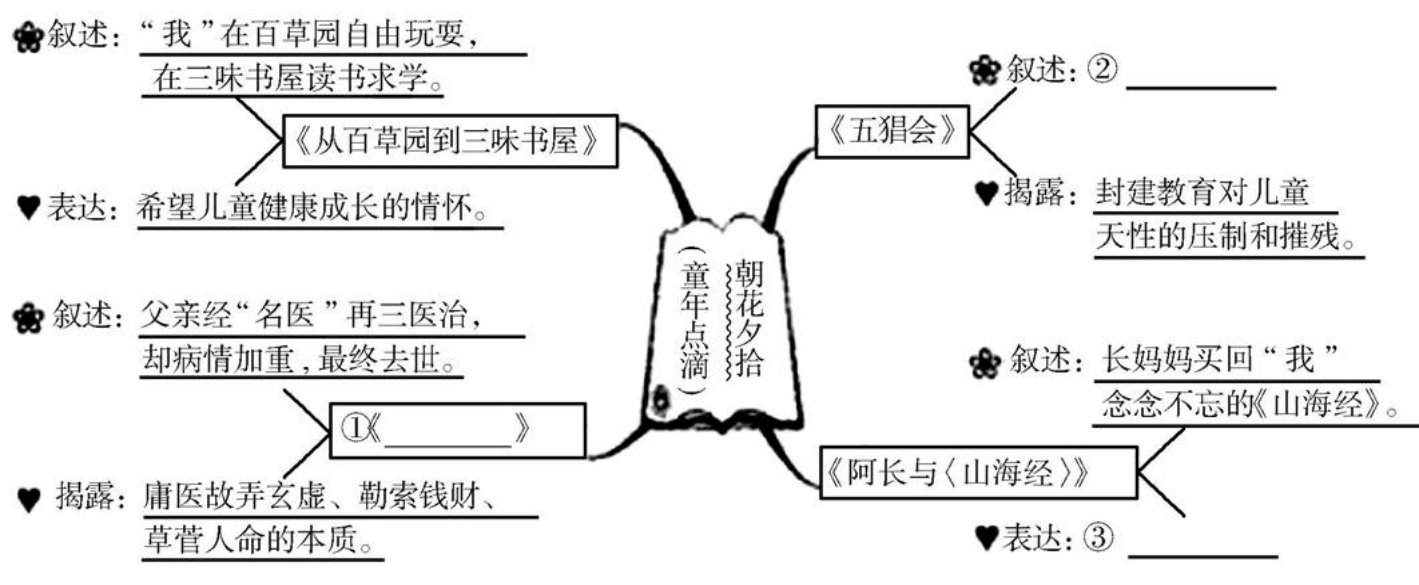 叙述：“我”在百草园自由玩耍，
在三味书屋读书求学。
《从百草园到三味书屋》
表达：希望儿童健康成长的情怀。
叙述：父亲经“名医”再三医治，
却病情加重，最终去世。
①《________》
揭露：庸医故弄玄虚、勒索钱财、
草菅人命的本质。
朝花夕拾
（童年点滴）
叙述：②________
《五猖会》
揭露：封建教育对儿童
天性的压制和摧残。
叙述：长妈妈买回“我”
念念不忘的《山海经》。
《阿长与〈山海经〉》
表达：③________